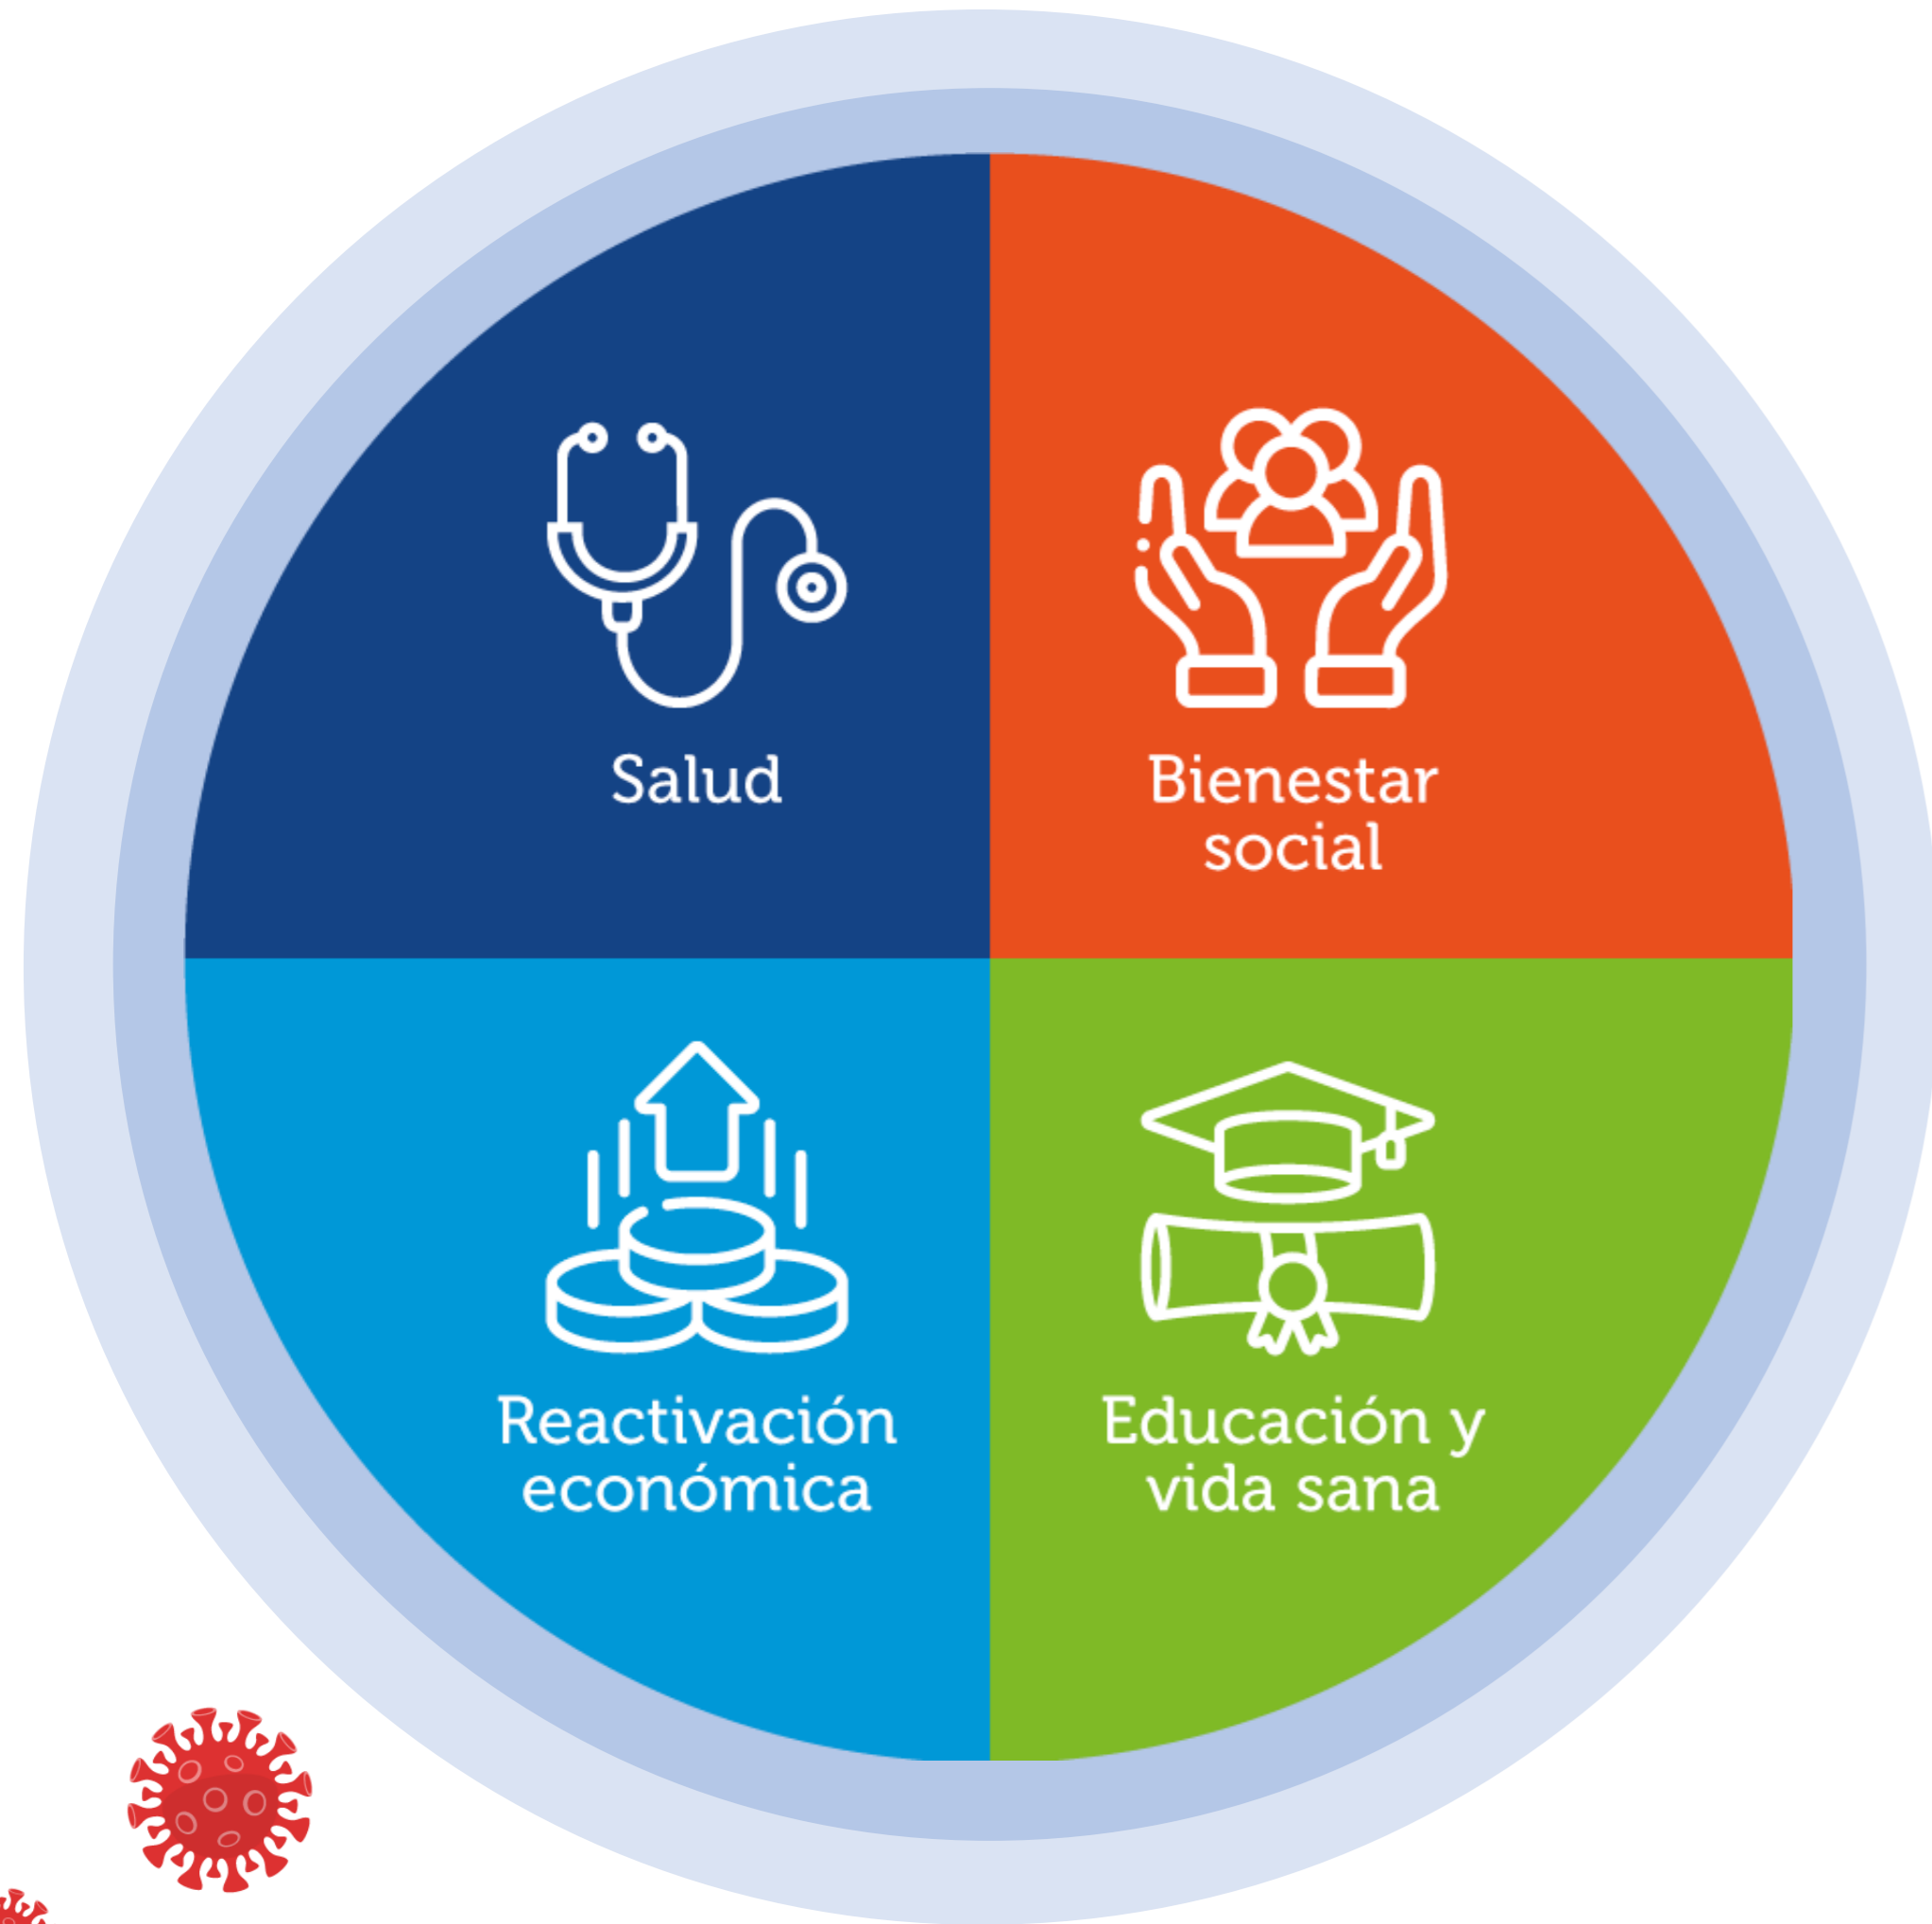 Salud
Bienestar
social
Reactivación
económica
Educación y
vida sana